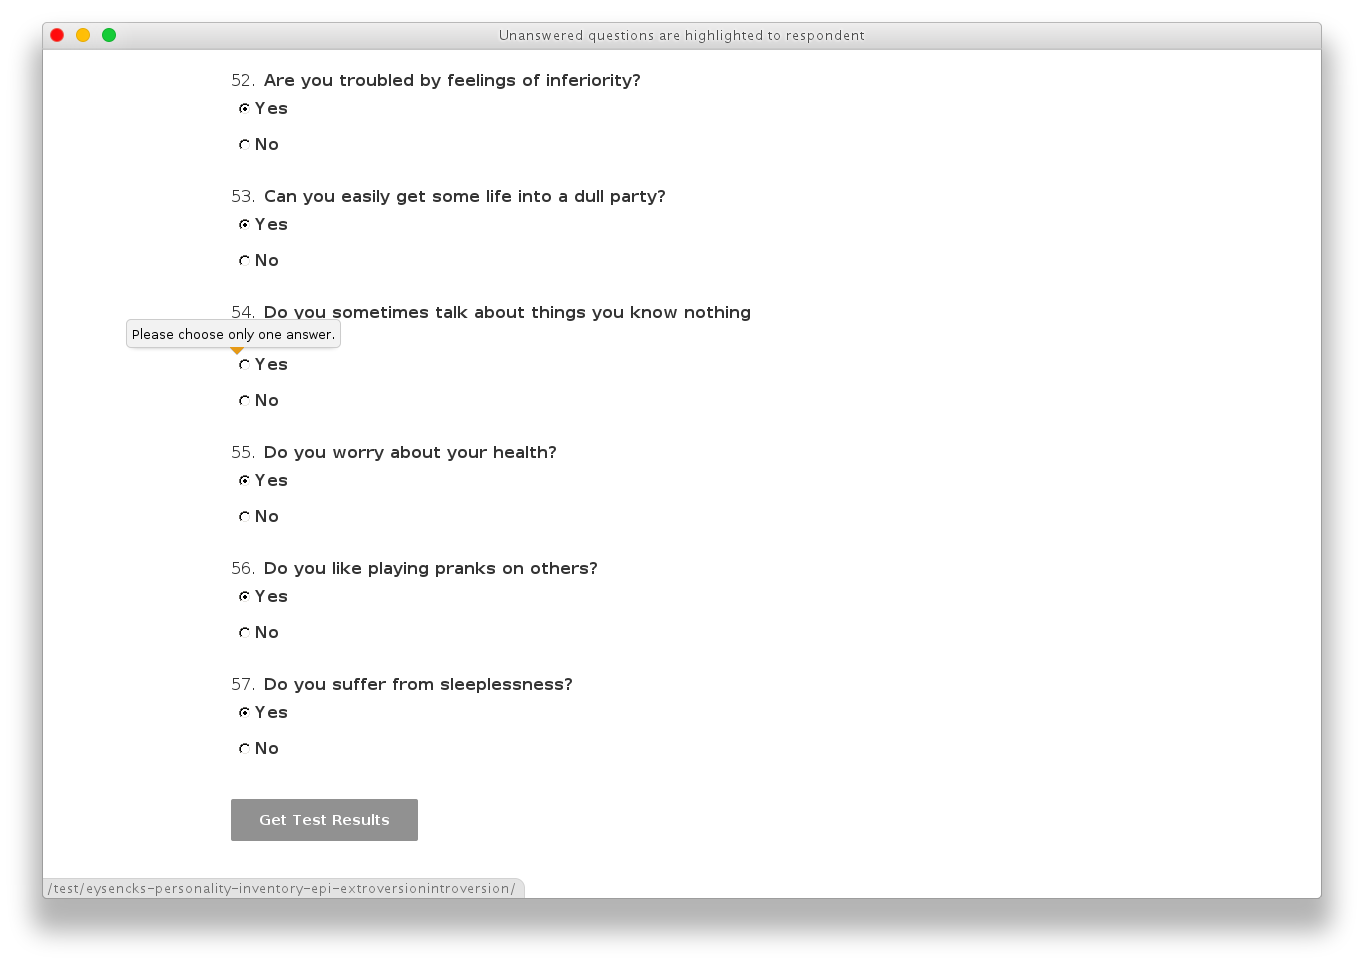 Unanswered questions are highlighted to respondent
52. Are you troubled by feelings of inferiority?
Yes
No
53. Can you easily get some life into a dull party?
Yes
No
54. Do you sometimes talk about things you know nothing
Please choose only one answer.
Yes
No
55. Do you worry about your health?
Yes
No
56. Do you like playing pranks on others?
Yes
No
57. Do you suffer from sleeplessness?
Yes
No
Get Test Results
/test/eysencks-personality-inventory-epi-extroversionintroversion/